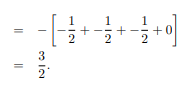 = -[-1/2 + -1/2 + -1/2 + 0]
= 3/2.